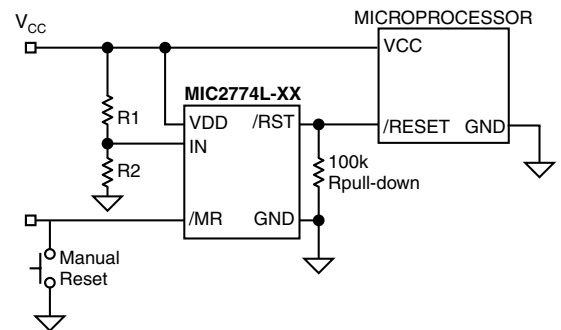 MICROPROCESSOR
VCC
VCC
MIC2774L-XX
R1
VDD
/RST
/RESET
GND
IN
R2
100k
Rpull-down
/MR
GND
Manual
Reset